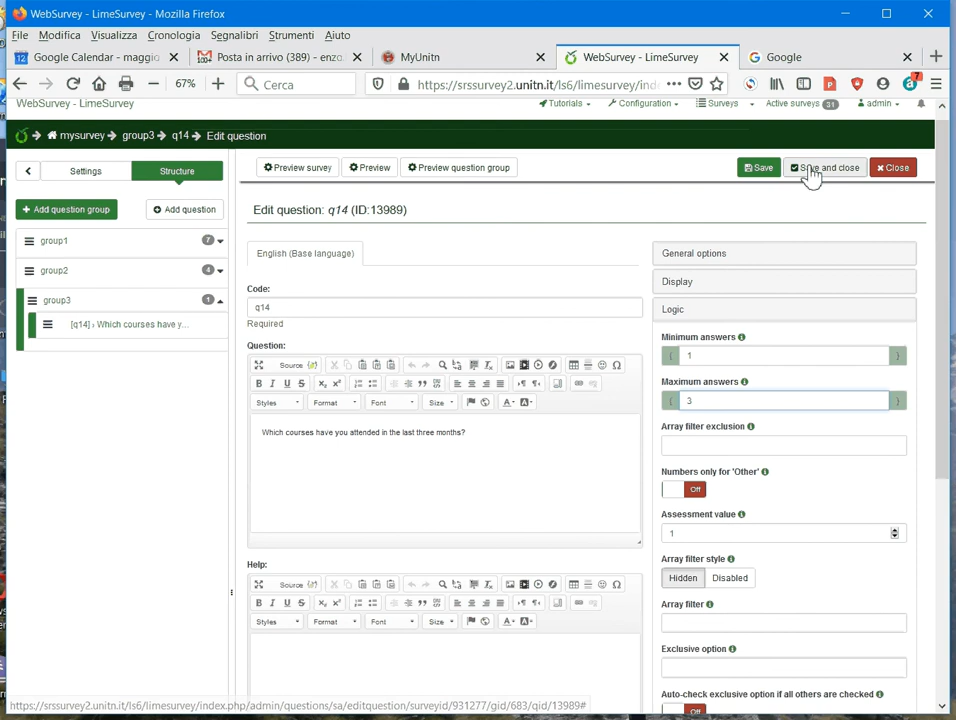 WebSurvey - LimeSurvey - Mozilla Firefox
File Modifica Visualizza Cronologia Segnalibri Strumenti Aiuto
Google Calendar - maggio
Posta in arrivo (389) - enzo.
MyUnitn
WebSurvey - LimeSurvey
Google
67%
Cerca
https://srssurvey2.unitn.it/ls6/limesurvey/inde
7
WebSurvey - LimeSurvey
Tutorials
Configuration
Surveys
Active surveys 31
admin
mysurvey
group3
q14
Edit question
Settings
Structure
Preview survey
Preview
Preview question group
Save
Save and close
Close
Add question group
Add question
group1 7
group2 4
group3 1
[q14] › Which courses have y...
Edit question: q14 (ID:13989)
English (Base language)
Code:
q14
Required
Question:
Source
B I U S
Styles Format Font Size
Which courses have you attended in the last three months?
Help:
Source
B I U S
Styles Format Font Size
General options
Display
Logic
Minimum answers
{ 1 }
Maximum answers
{ 3 }
Array filter exclusion
Numbers only for 'Other'
Off
Assessment value
1
Array filter style
Hidden Disabled
Array filter
Exclusive option
Auto-check exclusive option if all others are checked
Off
https://srssurvey2.unitn.it/ls6/limesurvey/index.php/admin/questions/sa/editquestion/surveyid/931277/gid/683/qid/13989#